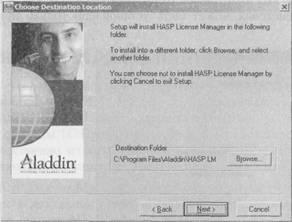 Choose Destination Location
Setup will install HASP License Manager in the following
folder.
To install into a different folder, click Browse, and select
another folder.
You can choose not to install HASP License Manager by
clicking Cancel to exit Setup.
Aladdin
Destination Folder
C:\Program Files\Aladdin\HASP LM
Browse...
< Back
Next >
Cancel